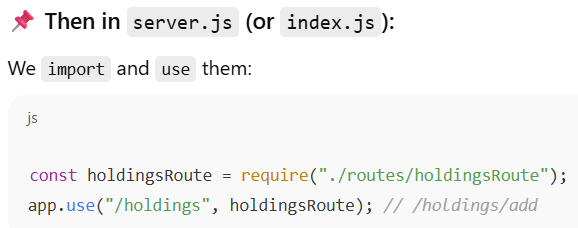 📌 Then in server.js (or index.js):
We import and use them:
js
const holdingsRoute = require("./routes/holdingsRoute");
app.use("/holdings", holdingsRoute); // /holdings/add